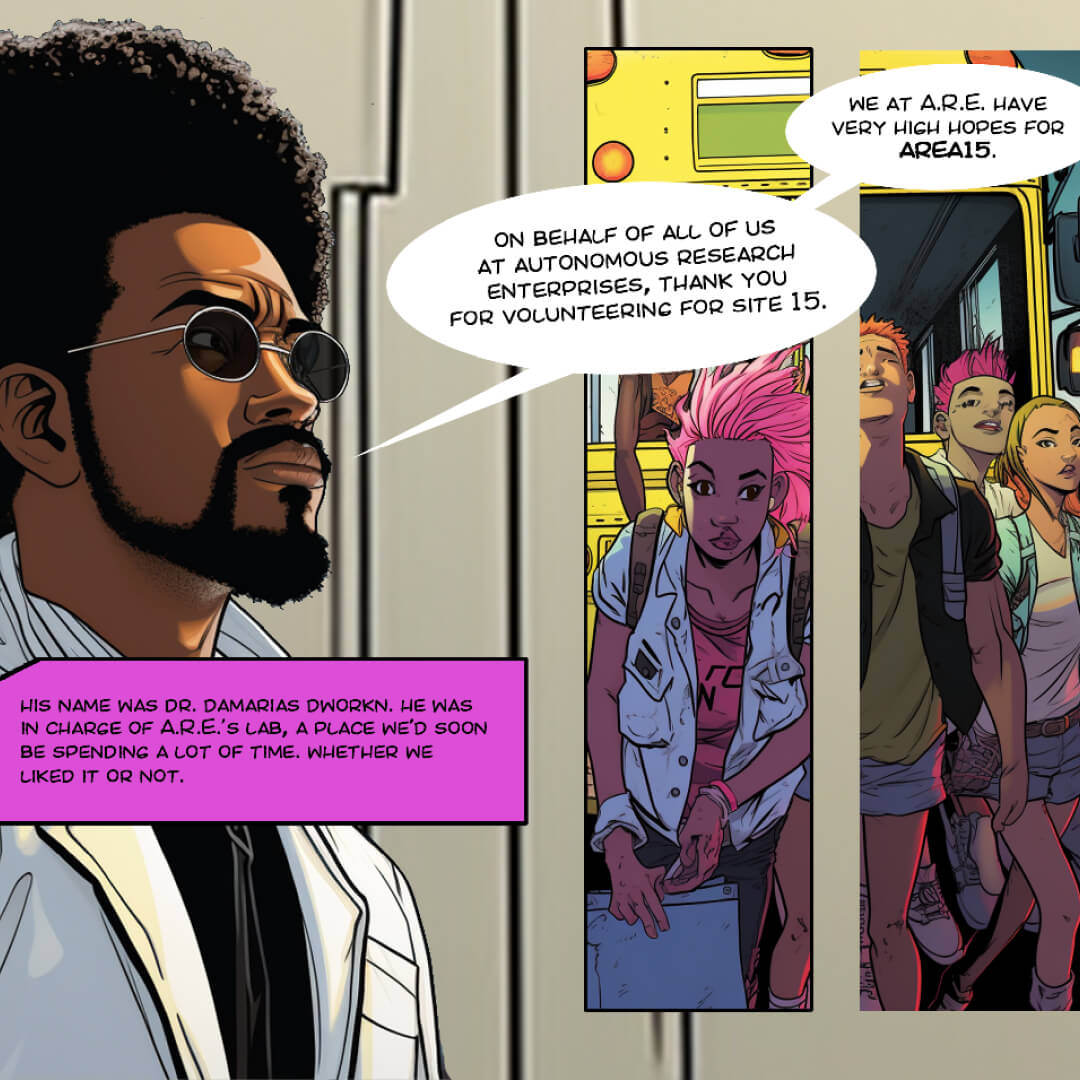 WE AT A.R.E. HAVE
VERY HIGH HOPES FOR
AREA15.
ON BEHALF OF ALL OF US
AT AUTONOMOUS RESEARCH
ENTERPRISES, THANK YOU
FOR VOLUNTEERING FOR SITE 15.
HIS NAME WAS DR. DAMARIAS DWORKN. HE WAS
IN CHARGE OF A.R.E.'S LAB, A PLACE WE'D SOON
BE SPENDING A LOT OF TIME. WHETHER WE
LIKED IT OR NOT.